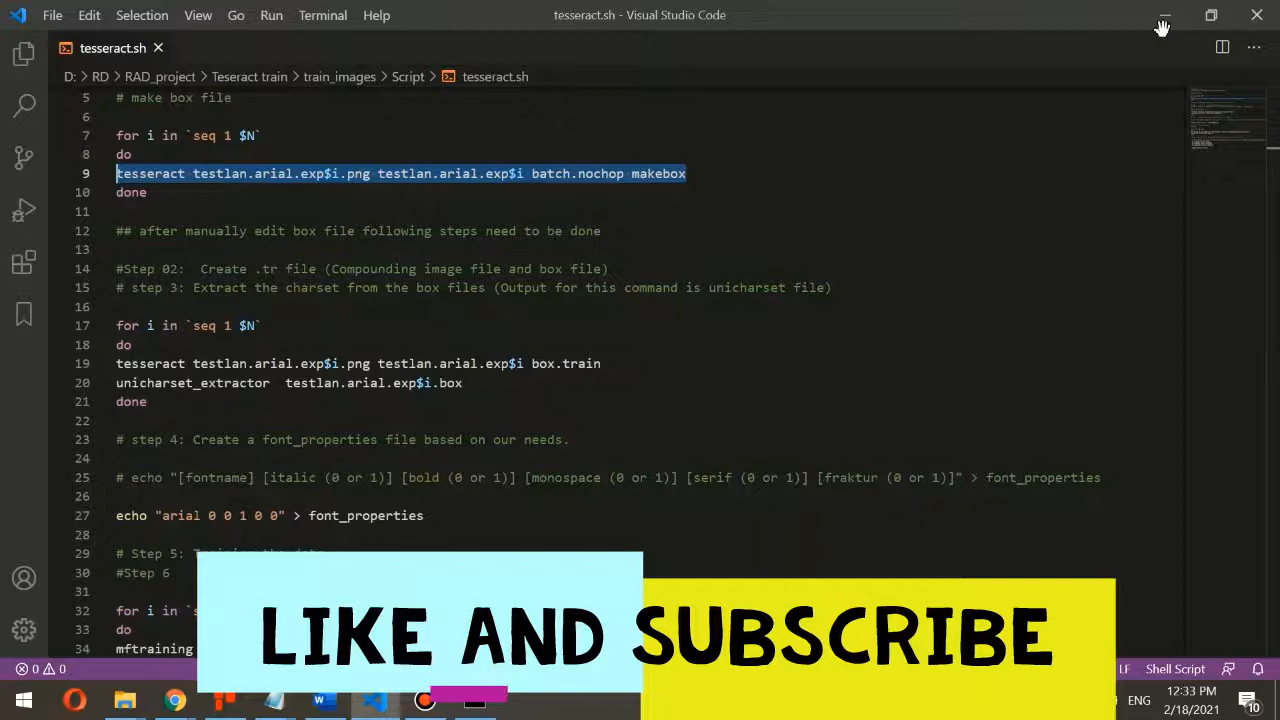 File Edit Selection View Go Run Terminal Help tesseract.sh - Visual Studio Code
tesseract.sh
D: > RD > RAD_project > Teseract train > train_images > Script > tesseract.sh
5 # make box file
6
7 for i in `seq 1 $N`
8 do
9 tesseract testlan.arial.exp$i.png testlan.arial.exp$i batch.nochop makebox
10 done
11
12 ## after manually edit box file following steps need to be done
13
14 #Step 02: Create .tr file (Compounding image file and box file)
15 # step 3: Extract the charset from the box files (Output for this command is unicharset file)
16
17 for i in `seq 1 $N`
18 do
19 tesseract testlan.arial.exp$i.png testlan.arial.exp$i box.train
20 unicharset_extractor testlan.arial.exp$i.box
21 done
22
23 # step 4: Create a font_properties file based on our needs.
24
25 # echo "[fontname] [italic (0 or 1)] [bold (0 or 1)] [monospace (0 or 1)] [serif (0 or 1)] [fraktur (0 or 1)]" > font_properties
26
27 echo "arial 0 0 1 0 0" > font_properties
28
29 # Step 5:
30 #Step 6
31
32 for i in
33 do
34 mftraining
LIKE AND SUBSCRIBE
0 0 LF Shell Script
ENG 12:33 PM
2/18/2021 10